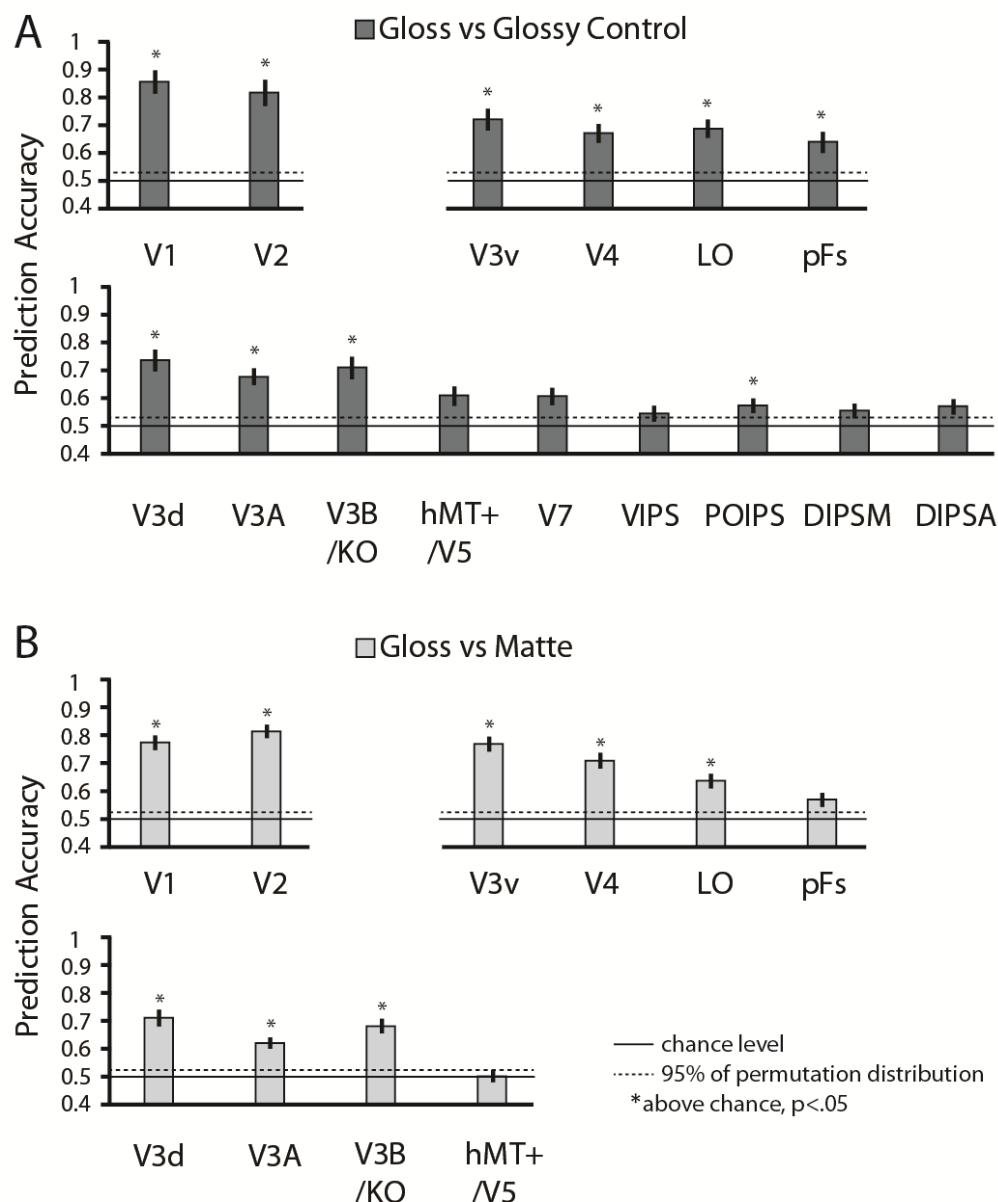 A
Gloss vs Glossy Control
Prediction Accuracy
1
0.9
0.8
0.7
0.6
0.5
0.4
* * * * * *
V1 V2 V3v V4 LO pFs
1
0.9
0.8
0.7
0.6
0.5
0.4
* * * *
V3d V3A V3B /KO hMT+ /V5 V7 VIPS POIPS DIPSM DIPSA
B
Gloss vs Matte
Prediction Accuracy
1
0.9
0.8
0.7
0.6
0.5
0.4
* * * * *
V1 V2 V3v V4 LO pFs
1
0.9
0.8
0.7
0.6
0.5
0.4
* * *
V3d V3A V3B /KO hMT+ /V5
chance level
95% of permutation distribution
*above chance, p<.05